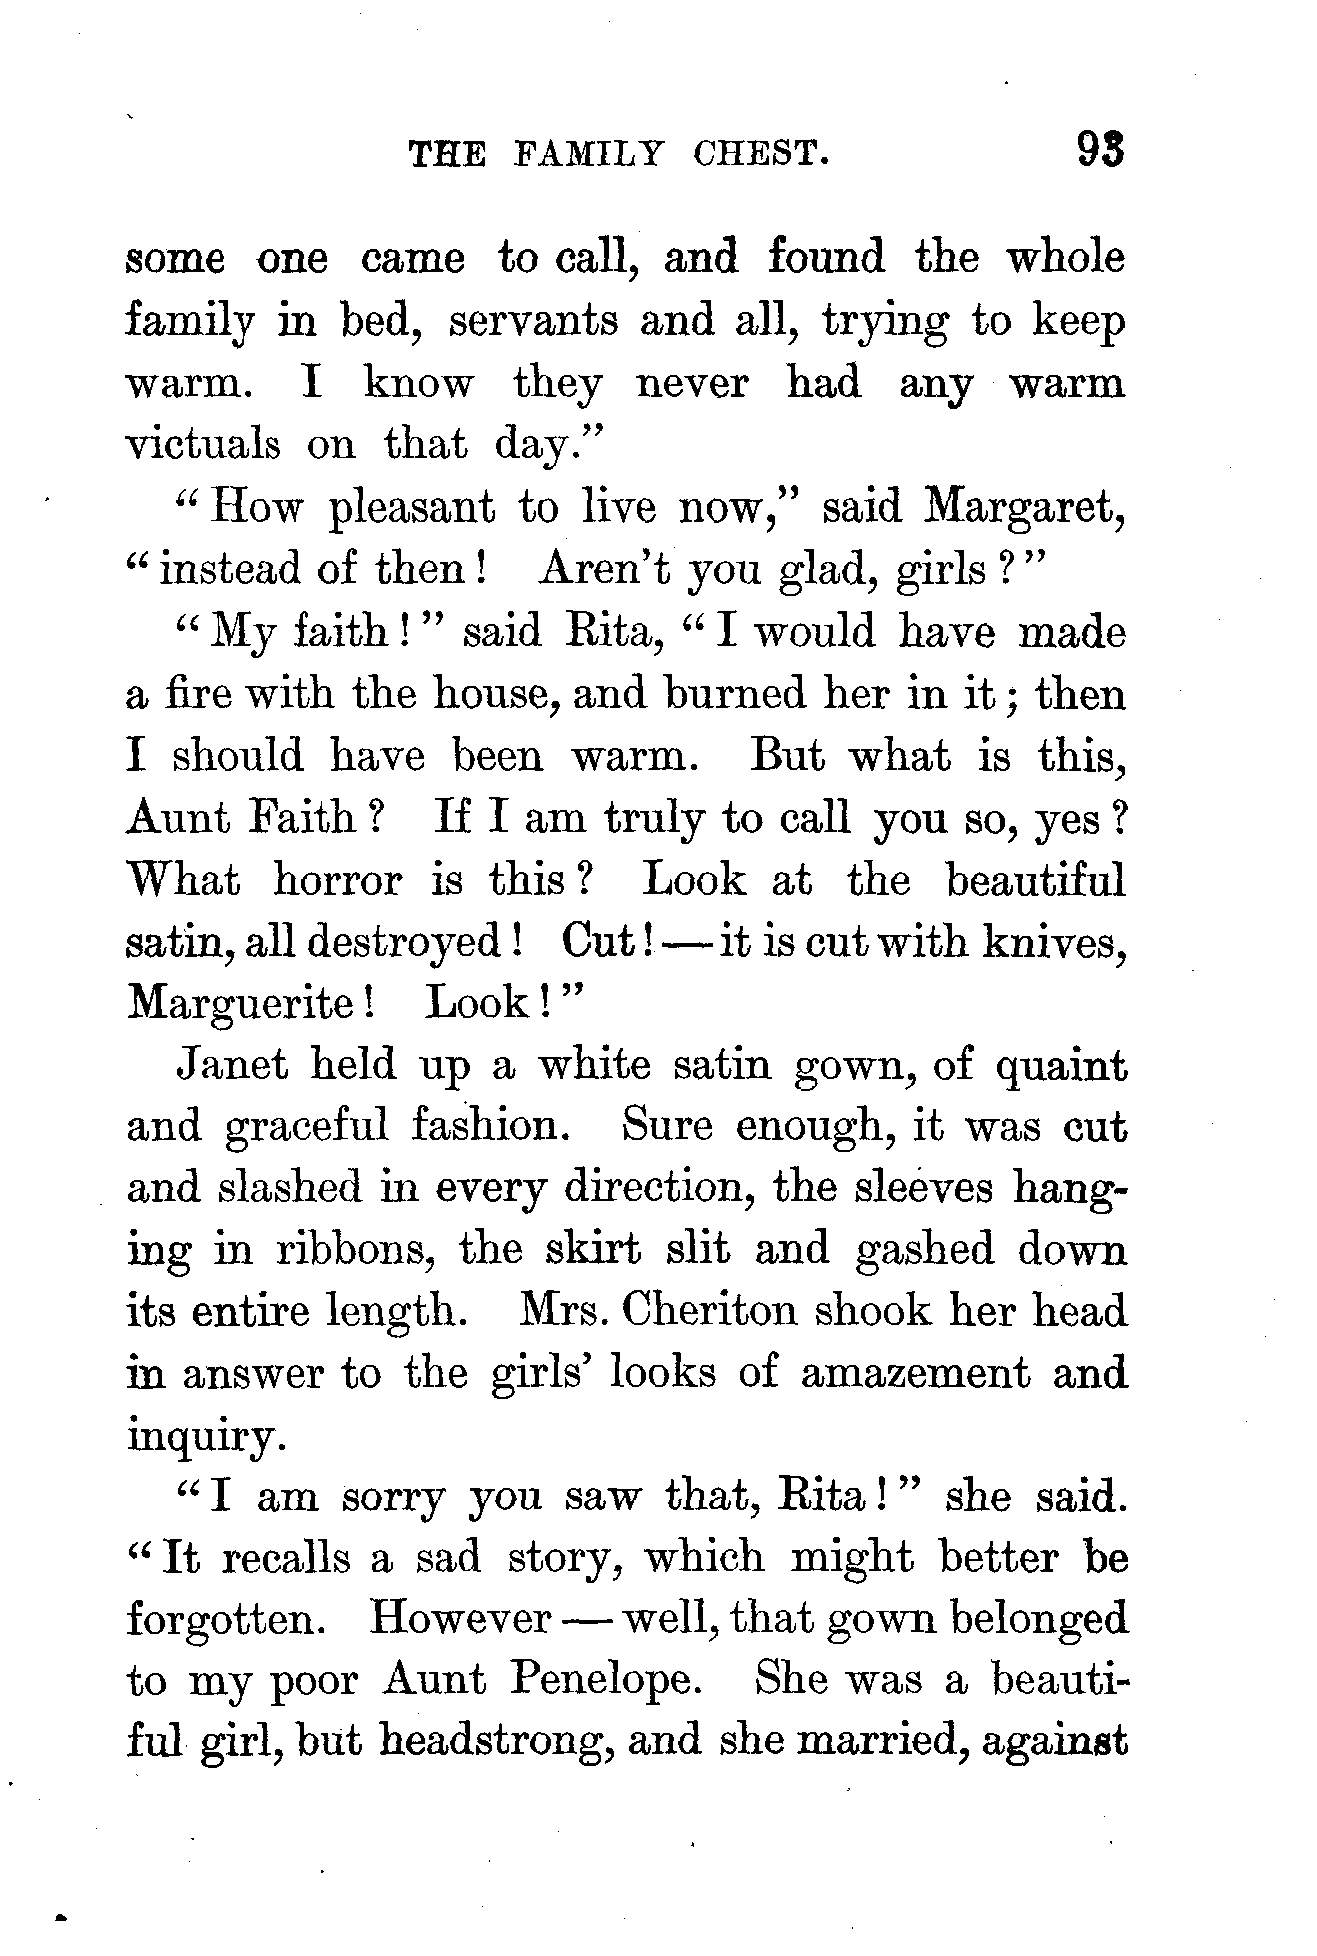 THE FAMILY CHEST. 93
some one came to call, and found the whole
family in bed, servants and all, trying to keep
warm. I know they never had any warm
victuals on that day.”
“How pleasant to live now,” said Margaret,
“instead of then! Aren’t you glad, girls?”
“My faith!” said Rita, “I would have made
a fire with the house, and burned her in it; then
I should have been warm. But what is this,
Aunt Faith? If I am truly to call you so, yes?
What horror is this? Look at the beautiful
satin, all destroyed! Cut!—it is cut with knives,
Marguerite! Look!”
Janet held up a white satin gown, of quaint
and graceful fashion. Sure enough, it was cut
and slashed in every direction, the sleeves hang-
ing in ribbons, the skirt slit and gashed down
its entire length. Mrs. Cheriton shook her head
in answer to the girls’ looks of amazement and
inquiry.
“I am sorry you saw that, Rita!” she said.
“It recalls a sad story, which might better be
forgotten. However — well, that gown belonged
to my poor Aunt Penelope. She was a beauti-
ful girl, but headstrong, and she married, against